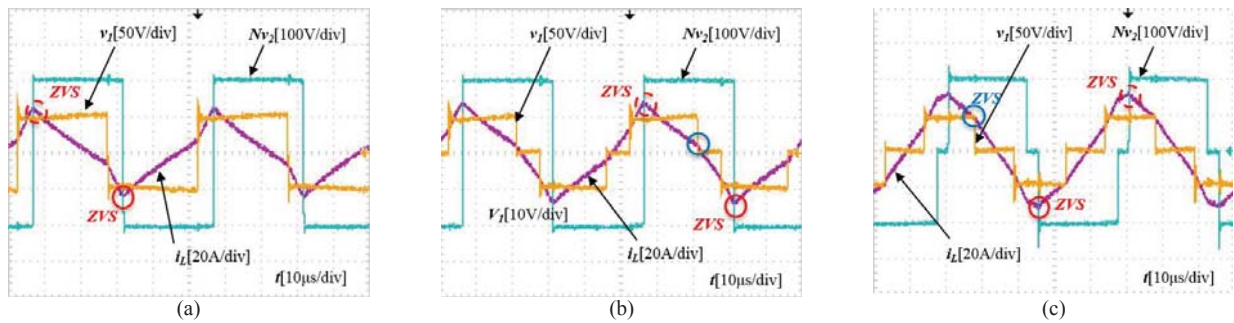 v1[50V/div]
Nv2[100V/div]
ZVS
ZVS
iL[20A/div]
t[10μs/div]
(a)
v1[50V/div]
Nv2[100V/div]
ZVS
V1[10V/div]
ZVS
iL[20A/div]
t[10μs/div]
(b)
v1[50V/div]
Nv2[100V/div]
ZVS
ZVS
ZVS
iL[20A/div]
t[10μs/div]
(c)